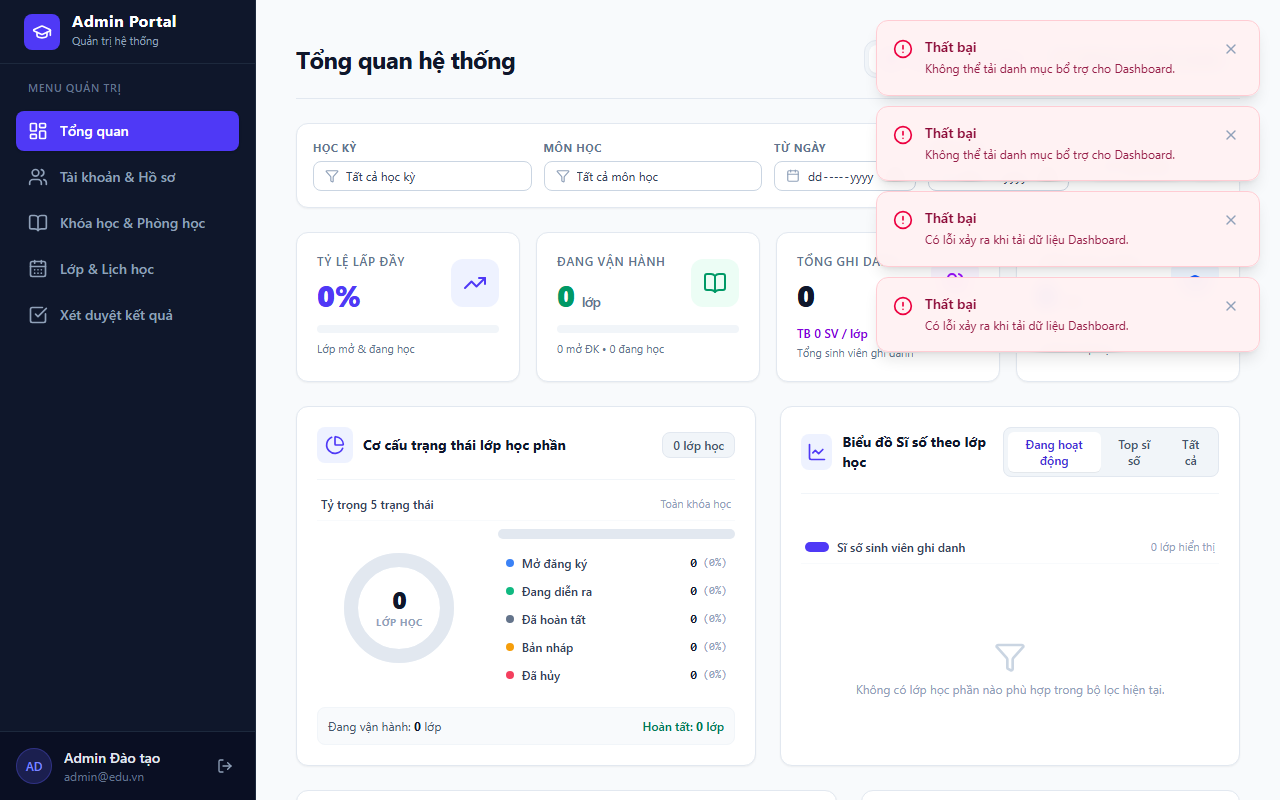 Admin Portal
Quản trị hệ thống
MENU QUẢN TRỊ
Tổng quan
Tài khoản & Hồ sơ
Khóa học & Phòng học
Lớp & Lịch học
Xét duyệt kết quả
AD
Admin Đào tạo
admin@edu.vn
Tổng quan hệ thống
HỌC KỲ
Tất cả học kỳ
MÔN HỌC
Tất cả môn học
TỪ NGÀY
dd-----yyyy
Thất bại
Không thể tải danh mục bổ trợ cho Dashboard.
Thất bại
Không thể tải danh mục bổ trợ cho Dashboard.
Thất bại
Có lỗi xảy ra khi tải dữ liệu Dashboard.
Thất bại
Có lỗi xảy ra khi tải dữ liệu Dashboard.
TỶ LỆ LẤP ĐẦY
0%
Lớp mở & đang học
ĐANG VẬN HÀNH
0 lớp
0 mở ĐK • 0 đang học
TỔNG GHI
0
TB 0 SV / lớp
Tổng sinh viên ghi danh
Cơ cấu trạng thái lớp học phần
0 lớp học
Tỷ trọng 5 trạng thái
Toàn khóa học
0
LỚP HỌC
Mở đăng ký 0 (0%)
Đang diễn ra 0 (0%)
Đã hoàn tất 0 (0%)
Bản nháp 0 (0%)
Đã hủy 0 (0%)
Đang vận hành: 0 lớp
Hoàn tất: 0 lớp
Biểu đồ Sĩ số theo lớp
học
Đang hoạt
động
Top sĩ
số
Tất
cả
Sĩ số sinh viên ghi danh
0 lớp hiển thị
Không có lớp học phần nào phù hợp trong bộ lọc hiện tại.